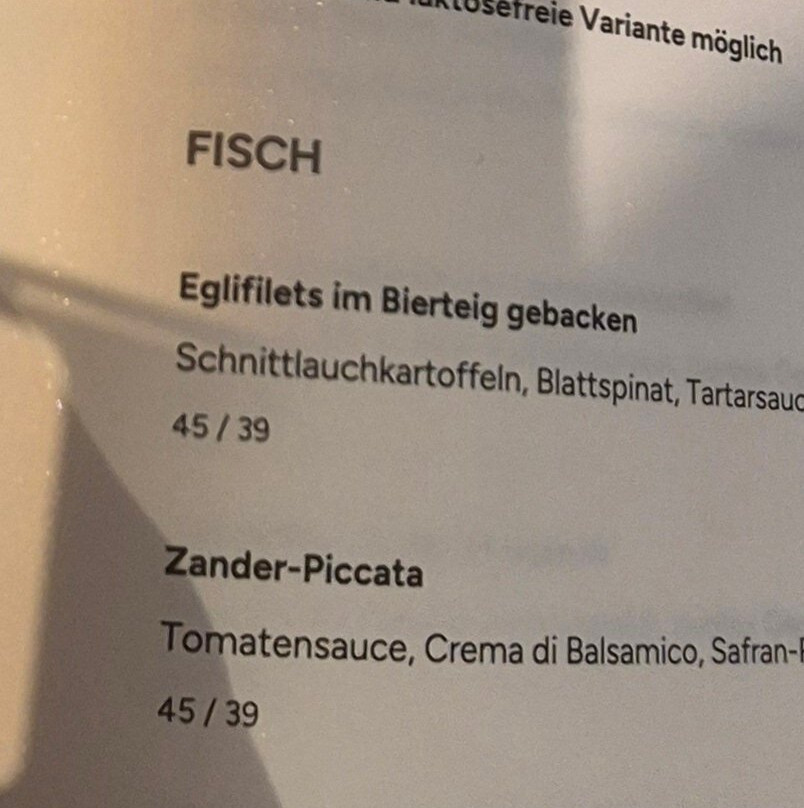 Variante möglich
FISCH
Eglifilets im Bierteig gebacken
Schnittlauchkartoffeln, Blattspinat, Tartarsauc
45 / 39
Zander-Piccata
Tomatensauce, Crema di Balsamico, Safran-
45 / 39